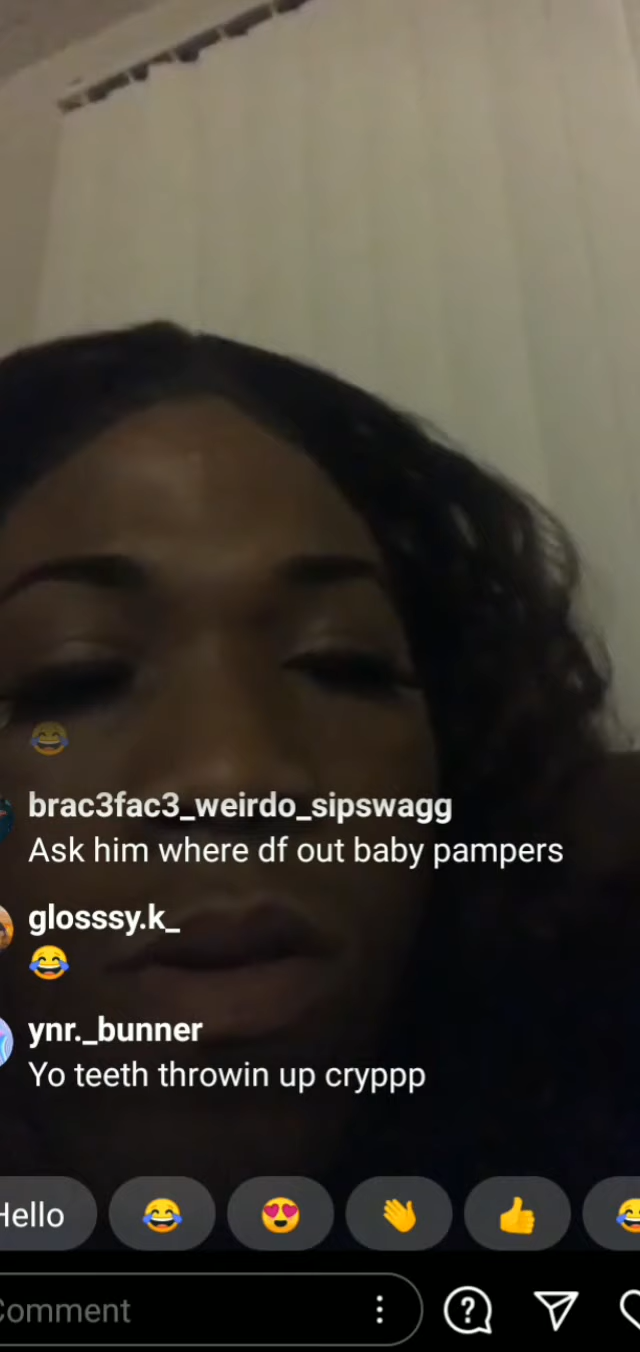 😂
brac3fac3_weirdo_sipswagg
Ask him where df out baby pampers
glosssy.k_
😂
ynr._bunner
Yo teeth throwin up cryppp
Hello 😂 😍 👋 👍 😂
Comment